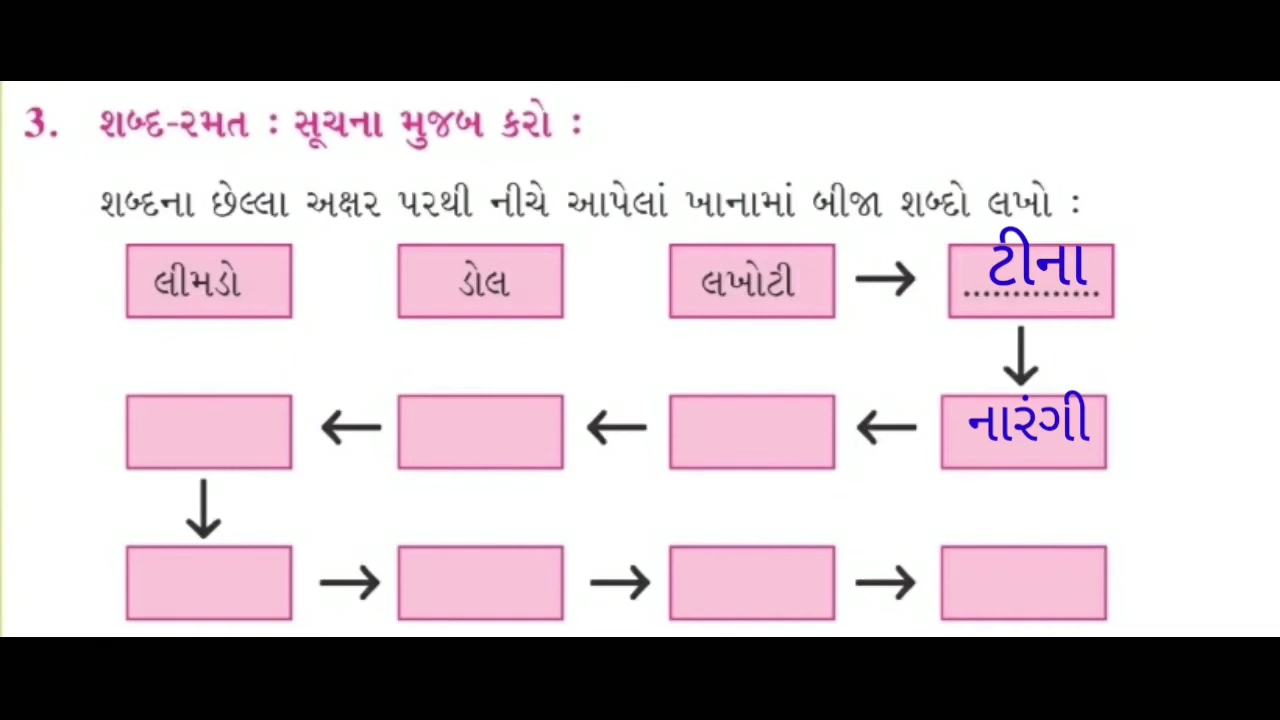 3. શબ્દ-રમત : સૂચના મુજબ કરો :
શબ્દના છેલ્લા અક્ષર પરથી નીચે આપેલાં ખાનામાં બીજા શબ્દો લખો :
લીમડો ડોલ લખોટી → ટીના ..............
નારંગી